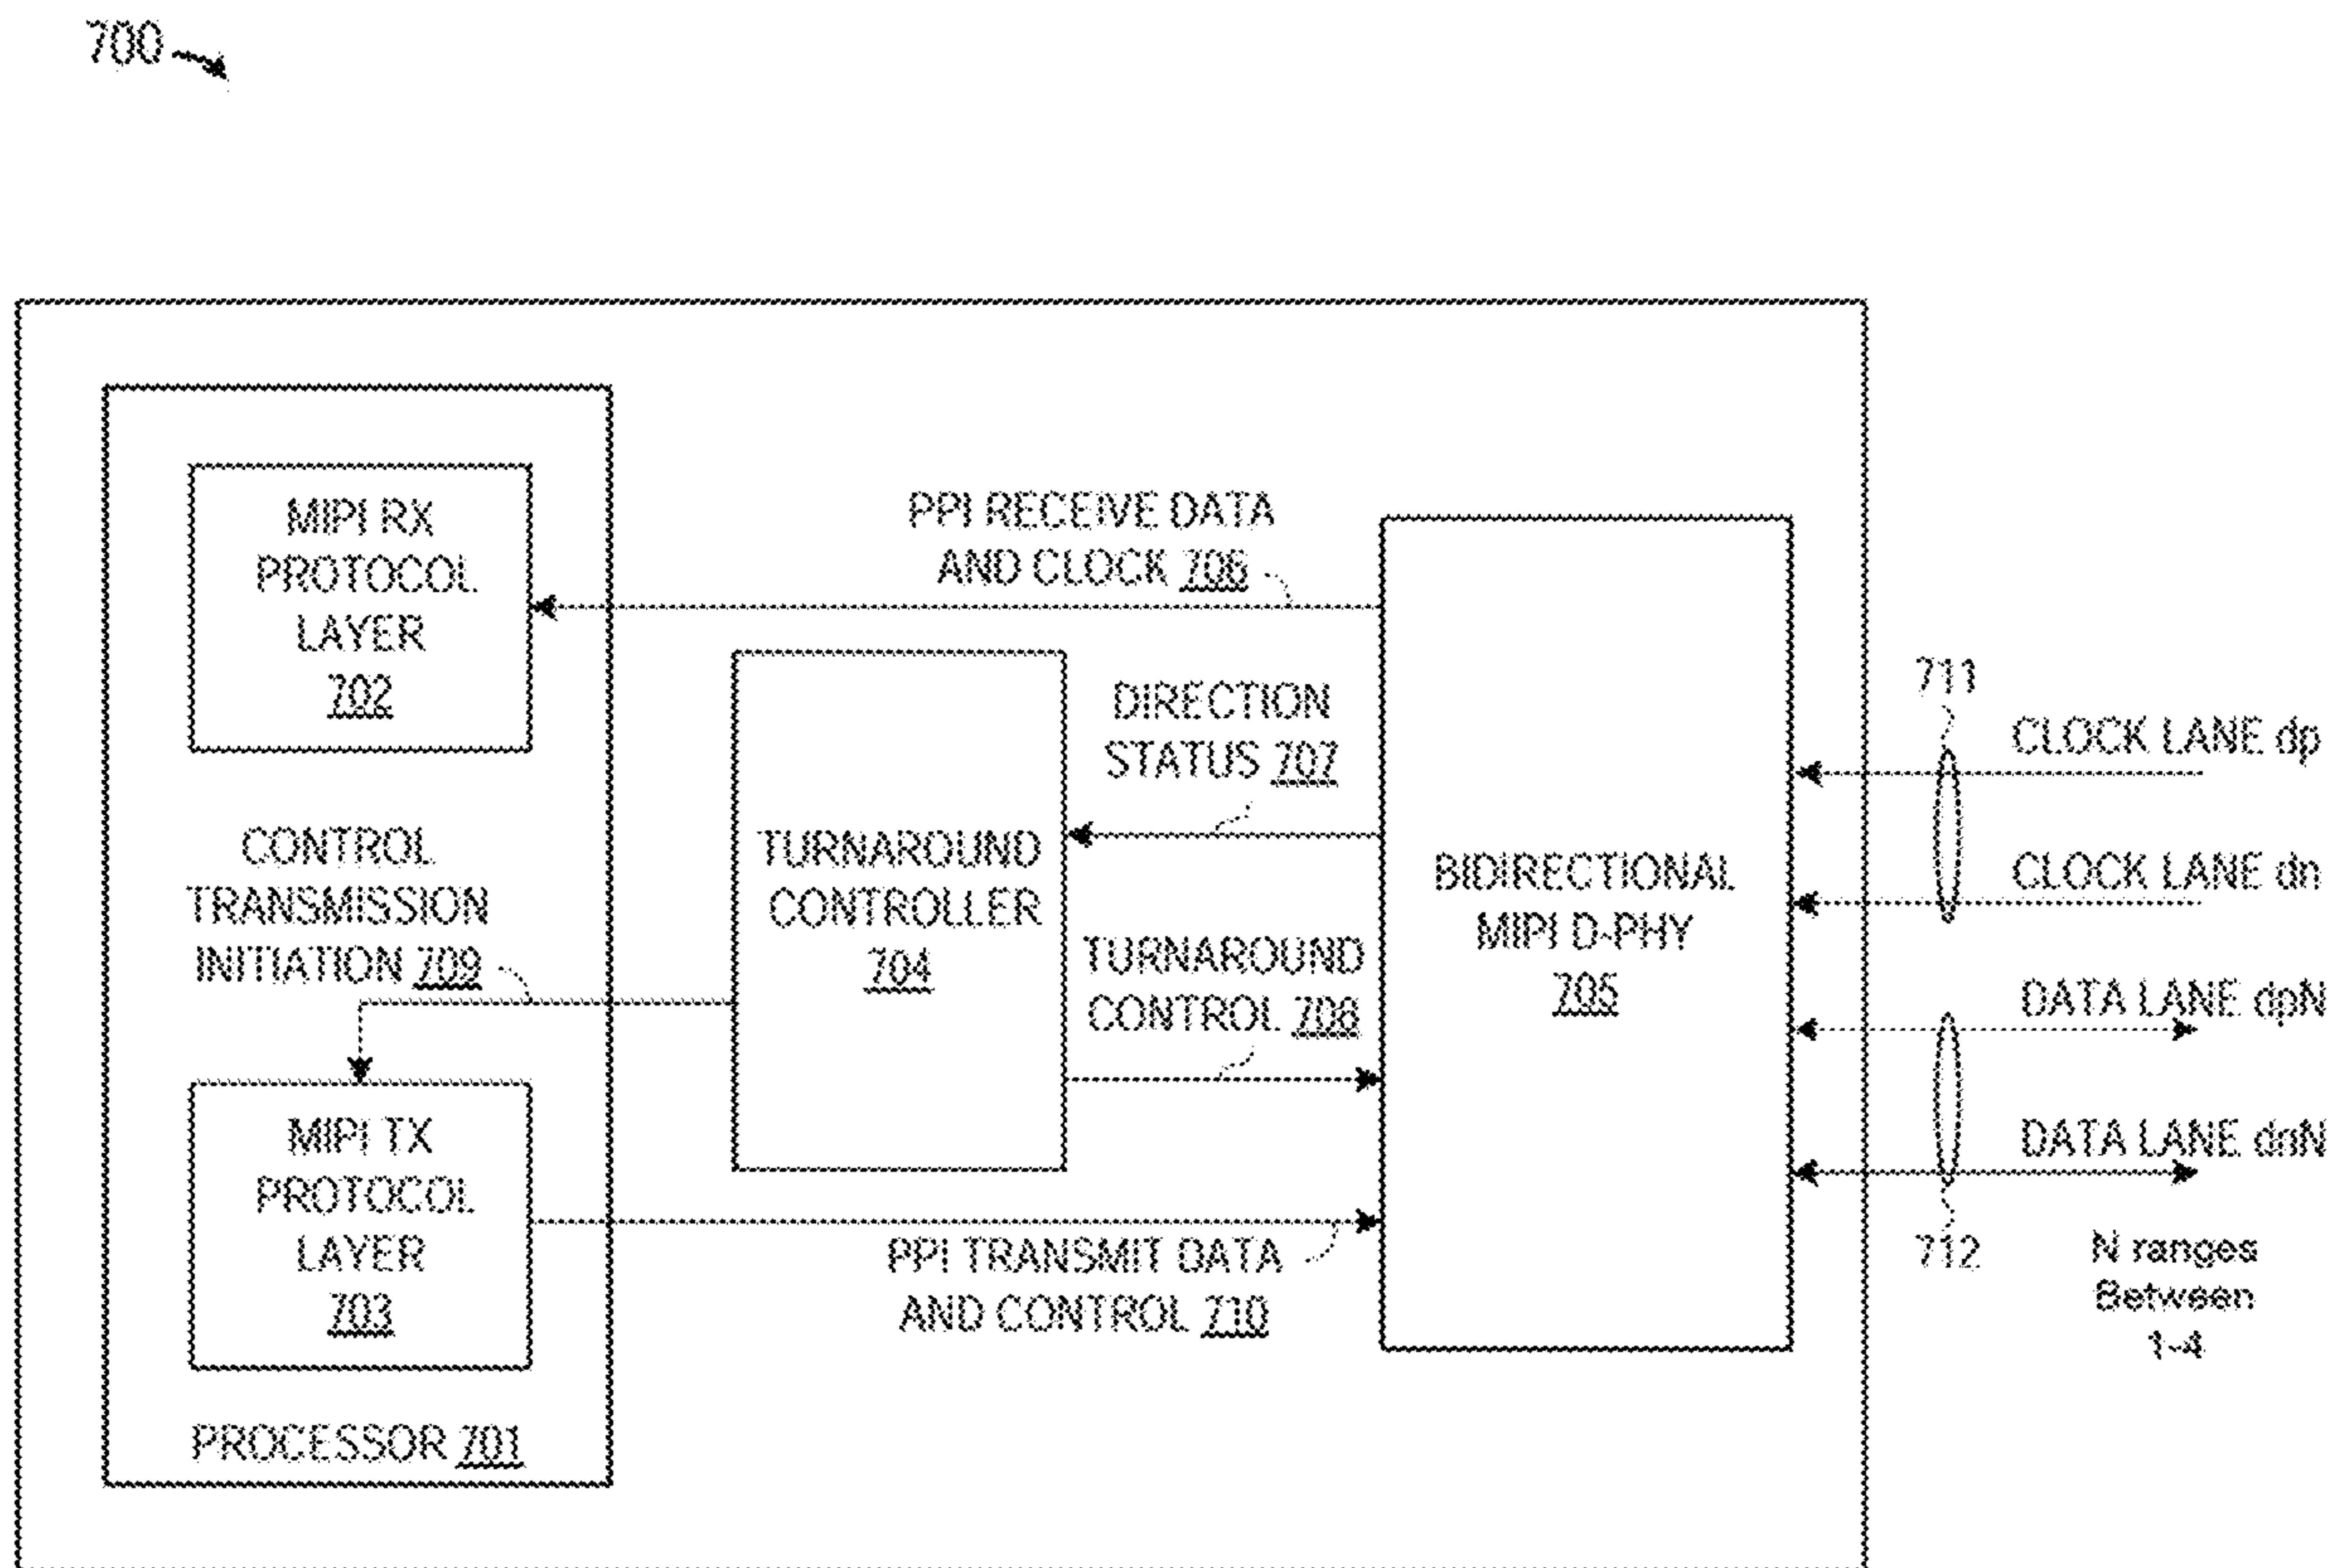 700
MIPI RX
PROTOCOL
LAYER
702
PPI RECEIVE DATA
AND CLOCK 706
DIRECTION
STATUS 707
TURNAROUND
CONTROLLER
704
TURNAROUND
CONTROL 708
CONTROL
TRANSMISSION
INITIATION 709
MIPI TX
PROTOCOL
LAYER
703
PROCESSOR 701
PPI TRANSMIT DATA
AND CONTROL 710
BIDIRECTIONAL
MIPI D-PHY
705
711
CLOCK LANE dp
CLOCK LANE dn
DATA LANE dpN
DATA LANE dnN
712
N ranges
Between
1-4